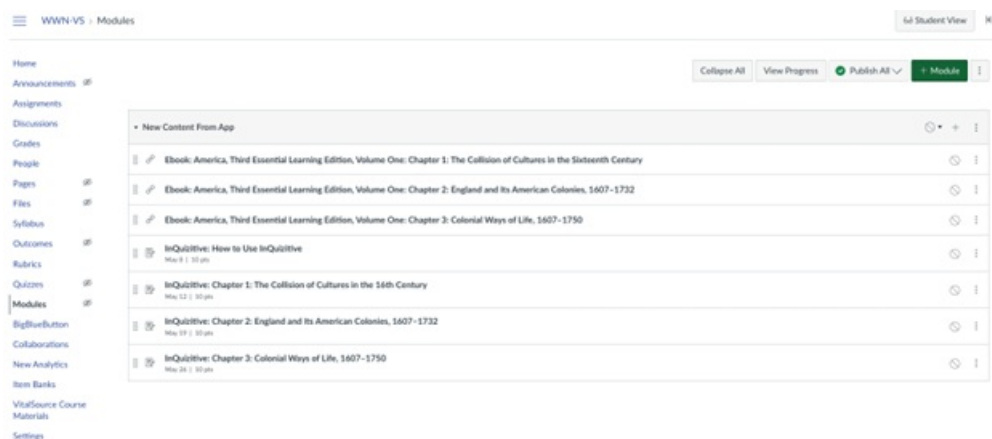 WWN-V5 › Modules
Student View
Home
Announcements
Assignments
Discussions
Grades
People
Pages
Files
Syllabus
Outcomes
Rubrics
Quizzes
Modules
BigBlueButton
Collaborations
New Analytics
Item Banks
VitalSource Course
Materials
Settings
Collapse All View Progress Publish All + Module
New Content From App
Ebook: America, Third Essential Learning Edition, Volume One: Chapter 1: The Collision of Cultures in the Sixteenth Century
Ebook: America, Third Essential Learning Edition, Volume One: Chapter 2: England and Its American Colonies, 1607–1732
Ebook: America, Third Essential Learning Edition, Volume One: Chapter 3: Colonial Ways of Life, 1607–1750
InQuizitive: How to Use InQuizitive
May 8 | 10 pts
InQuizitive: Chapter 1: The Collision of Cultures in the 16th Century
May 12 | 10 pts
InQuizitive: Chapter 2: England and Its American Colonies, 1607–1732
May 19 | 10 pts
InQuizitive: Chapter 3: Colonial Ways of Life, 1607–1750
May 26 | 10 pts